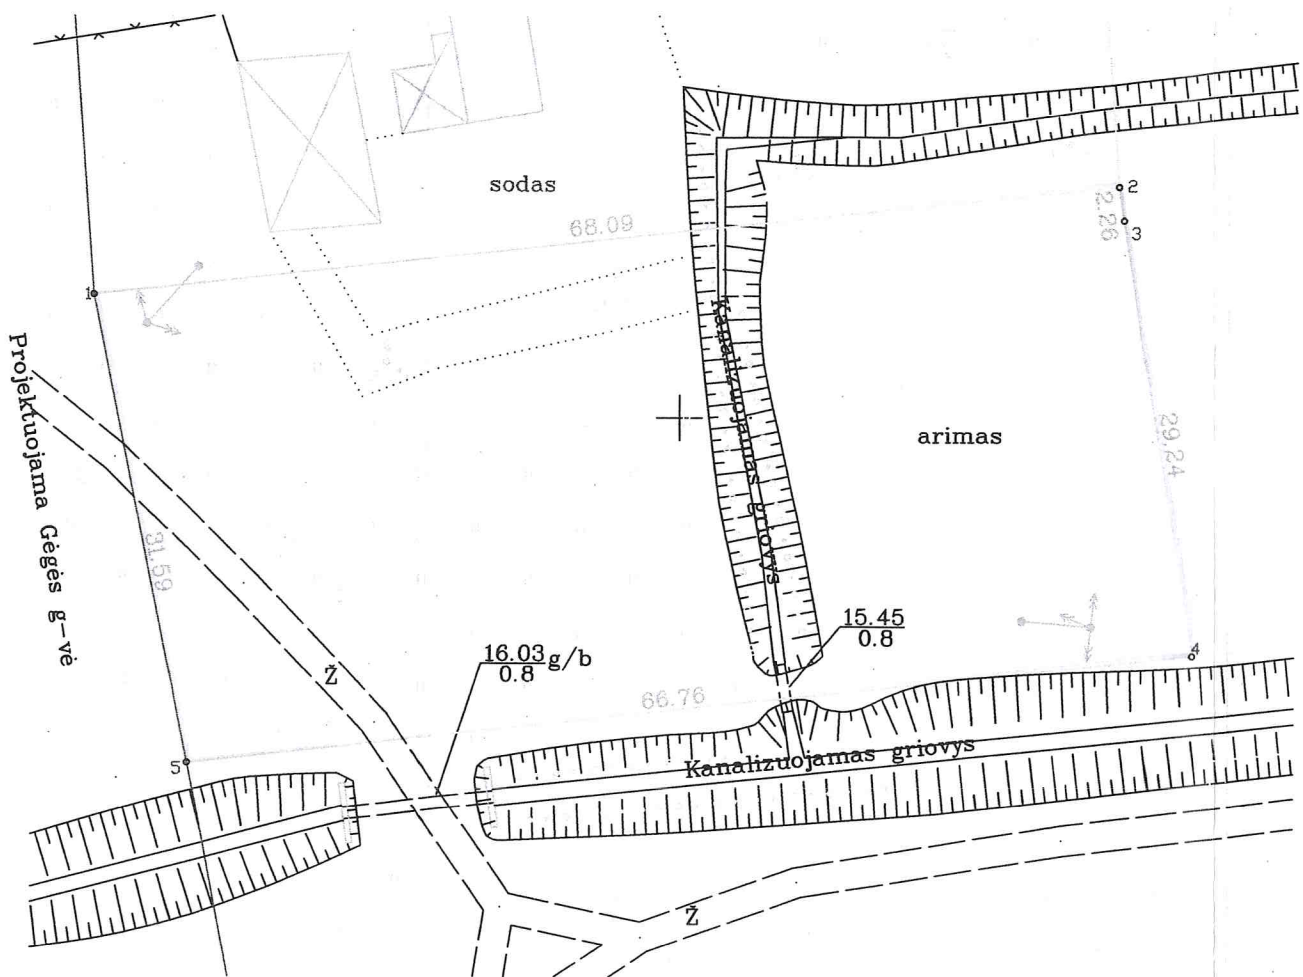 sodas
68.09
2
2.26
3
1
Projektuojama Gėgės g-vė
Kanalizuojamas griovys
arimas
29.24
31.59
15.45
0.8
16.03 g/b
0.8
Ž
4
66.76
5
Kanalizuojamas griovys
Ž